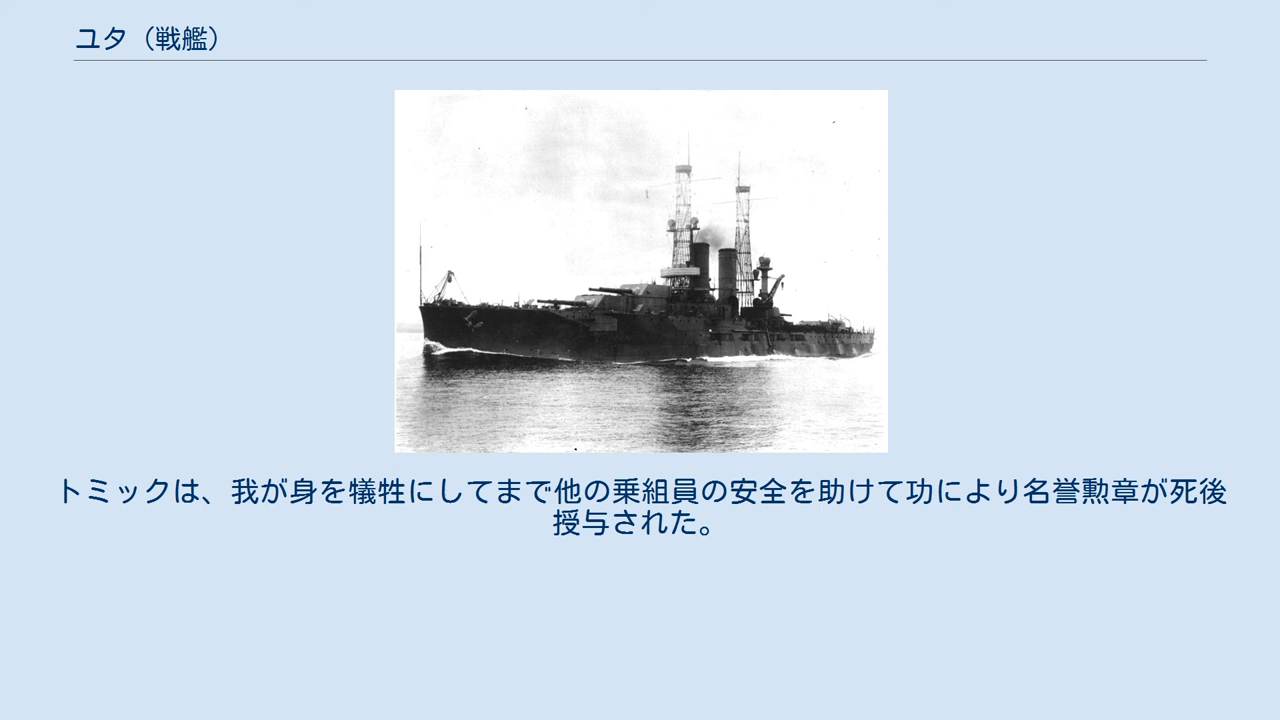 ユタ（戦艦）
トミックは、我が身を犠牲にしてまで他の乗組員の安全を助けて功により名誉勲章が死後
授与された。